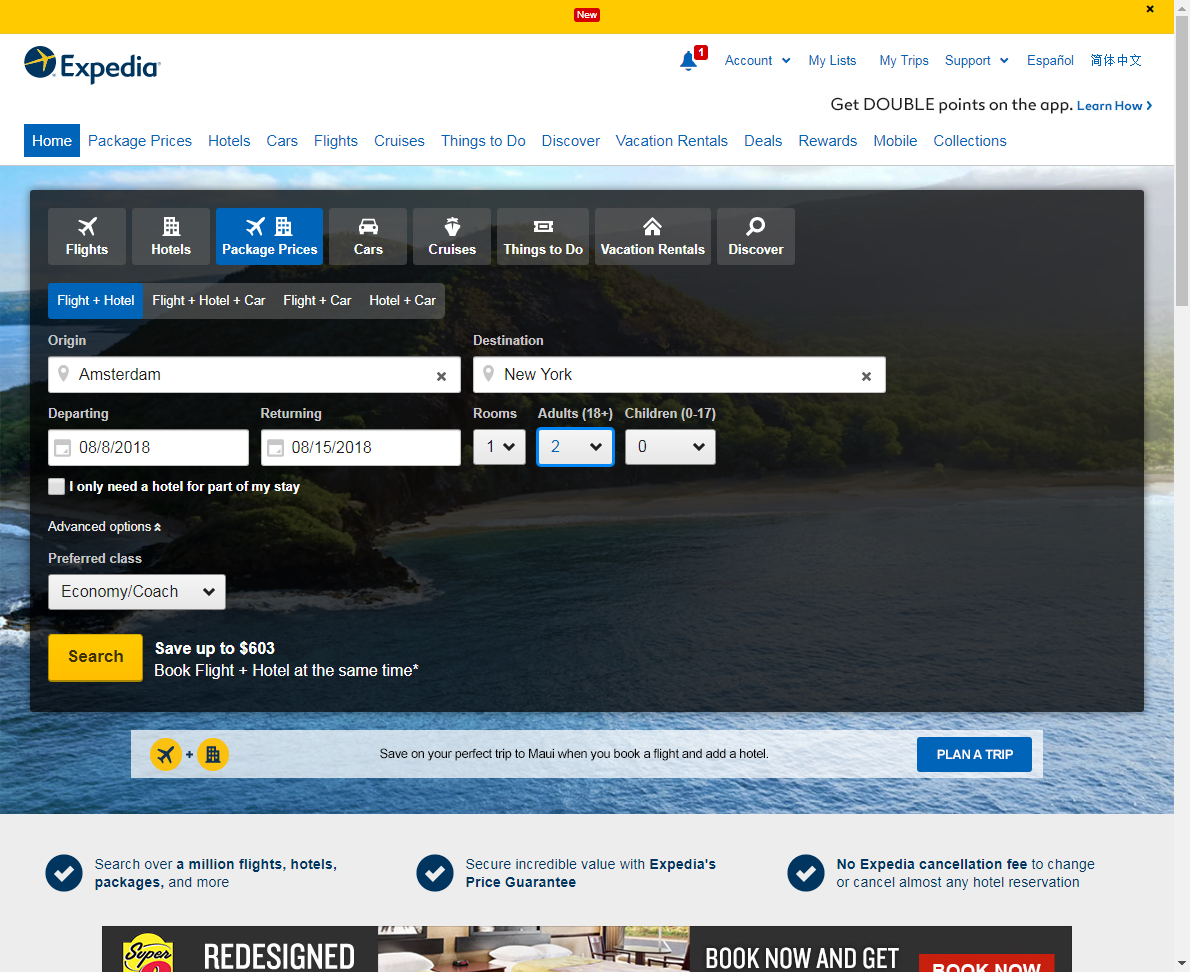 New
×
Expedia
1
Account
My Lists
My Trips
Support
Español
简体中文
Get DOUBLE points on the app. Learn How
Home
Package Prices
Hotels
Cars
Flights
Cruises
Things to Do
Discover
Vacation Rentals
Deals
Rewards
Mobile
Collections
Flights
Hotels
Package Prices
Cars
Cruises
Things to Do
Vacation Rentals
Discover
Flight + Hotel
Flight + Hotel + Car
Flight + Car
Hotel + Car
Origin
Destination
Amsterdam
New York
Departing
Returning
Rooms
Adults (18+)
Children (0-17)
08/8/2018
08/15/2018
1
2
0
I only need a hotel for part of my stay
Advanced options
Preferred class
Economy/Coach
Search
Save up to $603
Book Flight + Hotel at the same time*
+
Save on your perfect trip to Maui when you book a flight and add a hotel.
PLAN A TRIP
Search over a million flights, hotels,
packages, and more
Secure incredible value with Expedia's
Price Guarantee
No Expedia cancellation fee to change
or cancel almost any hotel reservation
Super
REDESIGNED
BOOK NOW AND GET
BOOK NOW